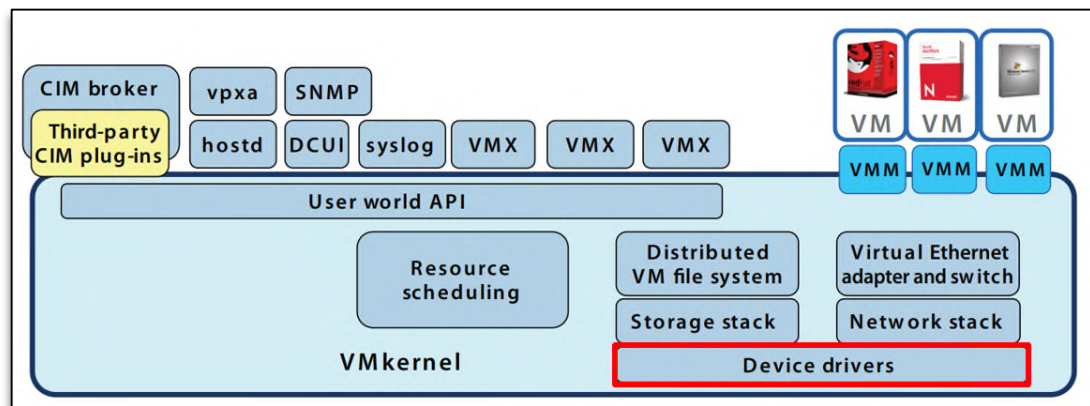 CIM broker
Third-party
CIM plug-ins
vpxa
SNMP
hostd
DCUI
syslog
VMX
VMX
VMX
redhat
N
VM
VM
VM
VMM
VMM
VMM
User world API
Resource
scheduling
Distributed
VM file system
Virtual Ethernet
adapter and switch
Storage stack
Network stack
VMkernel
Device drivers